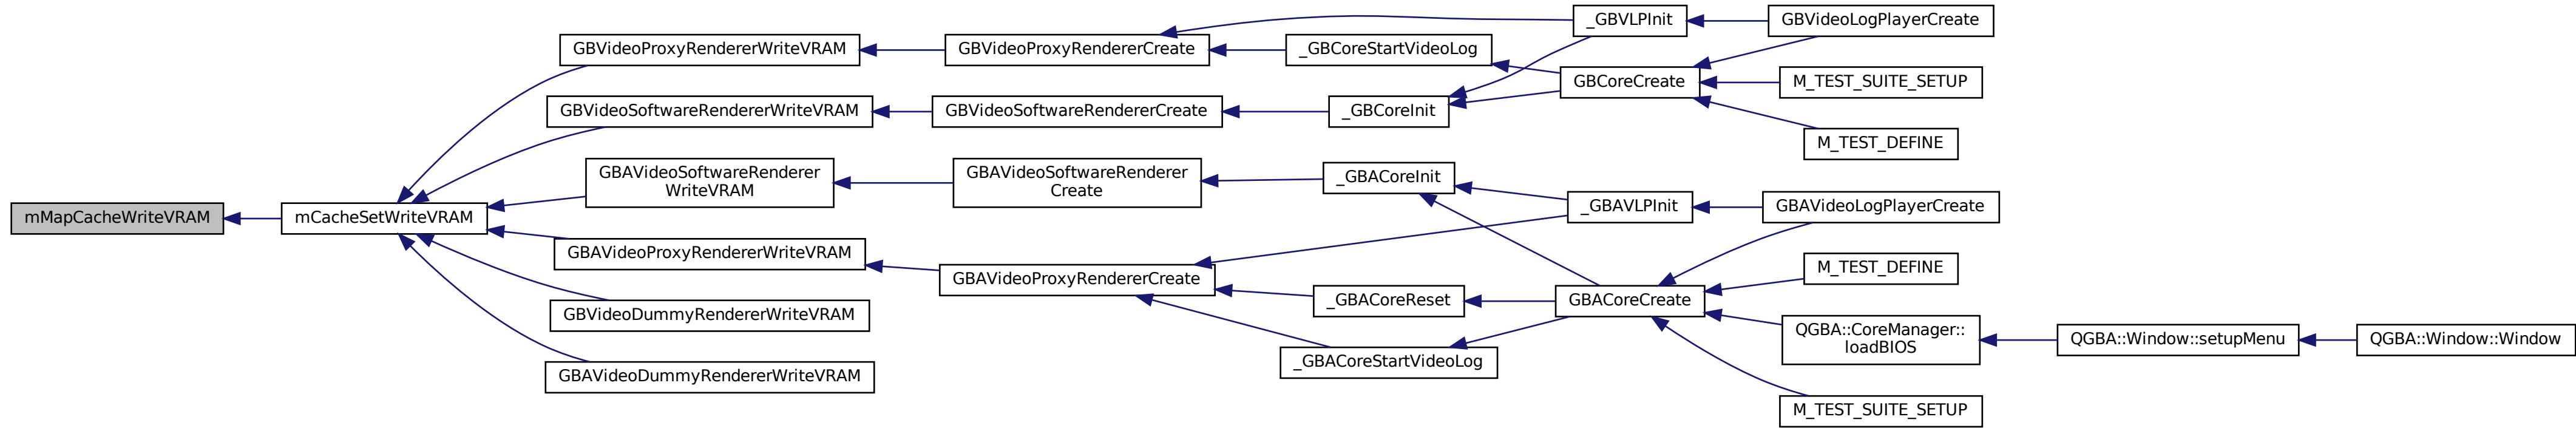 mMapCacheWriteVRAM
mCacheSetWriteVRAM
GBVideoProxyRendererWriteVRAM
GBVideoSoftwareRendererWriteVRAM
GBAVideoSoftwareRenderer
WriteVRAM
GBAVideoProxyRendererWriteVRAM
GBVideoDummyRendererWriteVRAM
GBAVideoDummyRendererWriteVRAM
GBVideoProxyRendererCreate
GBVideoSoftwareRendererCreate
GBAVideoSoftwareRenderer
Create
GBAVideoProxyRendererCreate
_GBCoreStartVideoLog
_GBCoreInit
_GBACoreInit
_GBACoreReset
_GBACoreStartVideoLog
_GBVLPInit
GBCoreCreate
_GBAVLPInit
GBACoreCreate
GBVideoLogPlayerCreate
M_TEST_SUITE_SETUP
M_TEST_DEFINE
GBAVideoLogPlayerCreate
M_TEST_DEFINE
QGBA::CoreManager::
loadBIOS
M_TEST_SUITE_SETUP
QGBA::Window::setupMenu
QGBA::Window::Window